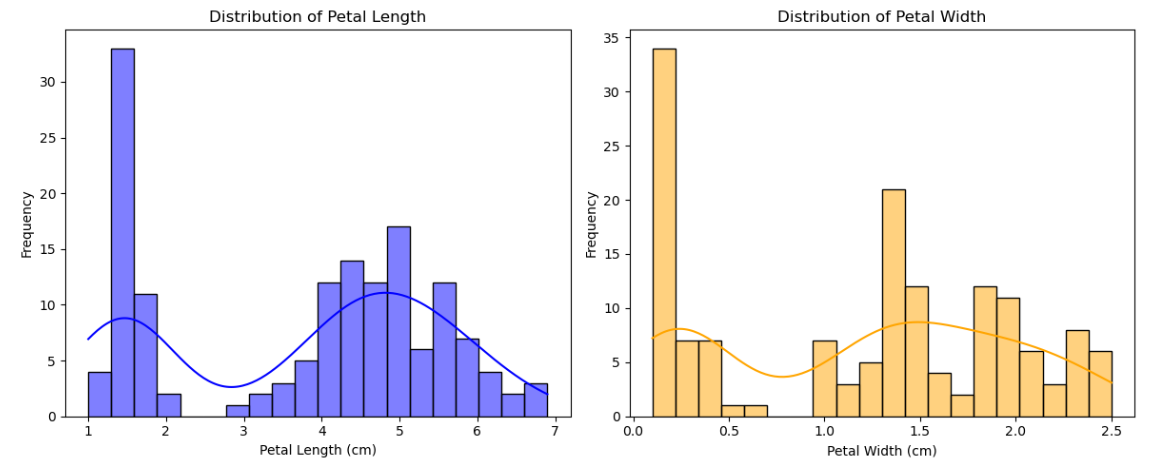 Distribution of Petal Length
Frequency
30
25
20
15
10
5
0
1 2 3 4 5 6 7
Petal Length (cm)
Distribution of Petal Width
Frequency
35
30
25
20
15
10
5
0
0.0 0.5 1.0 1.5 2.0 2.5
Petal Width (cm)